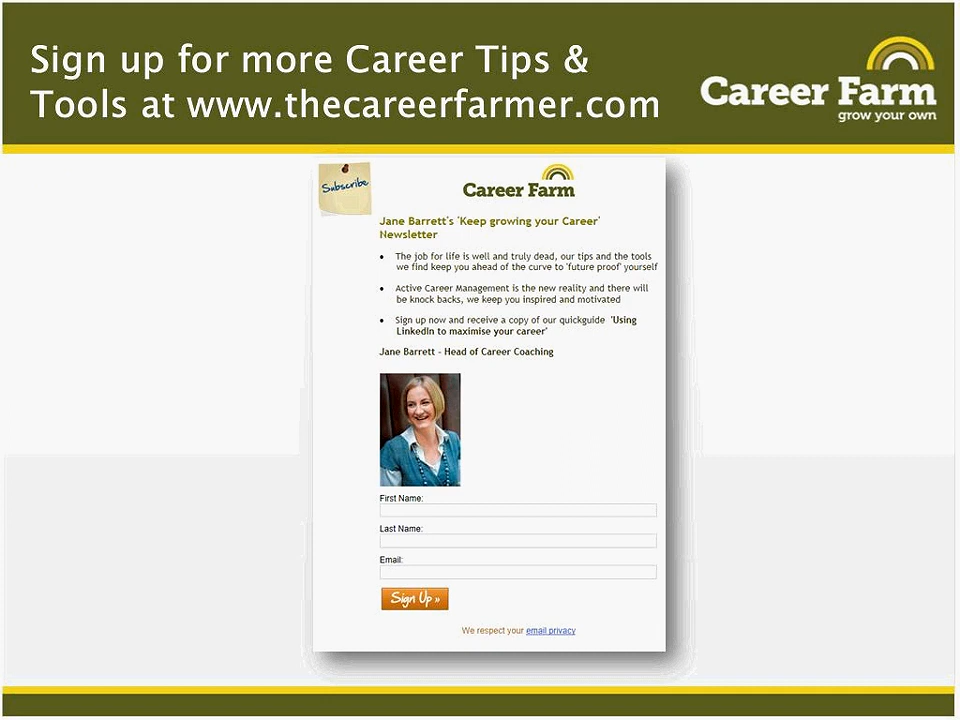 Sign up for more Career Tips &
Tools at www.thecareerfarmer.com
Career Farm
grow your own
Subscribe
Career Farm
Jane Barrett's 'Keep growing your Career'
Newsletter
• The job for life is well and truly dead, our tips and the tools
we find keep you ahead of the curve to 'future proof' yourself
• Active Career Management is the new reality and there will
be knock backs, we keep you inspired and motivated
• Sign up now and receive a copy of our quickguide 'Using
LinkedIn to maximise your career'
Jane Barrett - Head of Career Coaching
First Name:
Last Name:
Email:
Sign Up »
We respect your email privacy